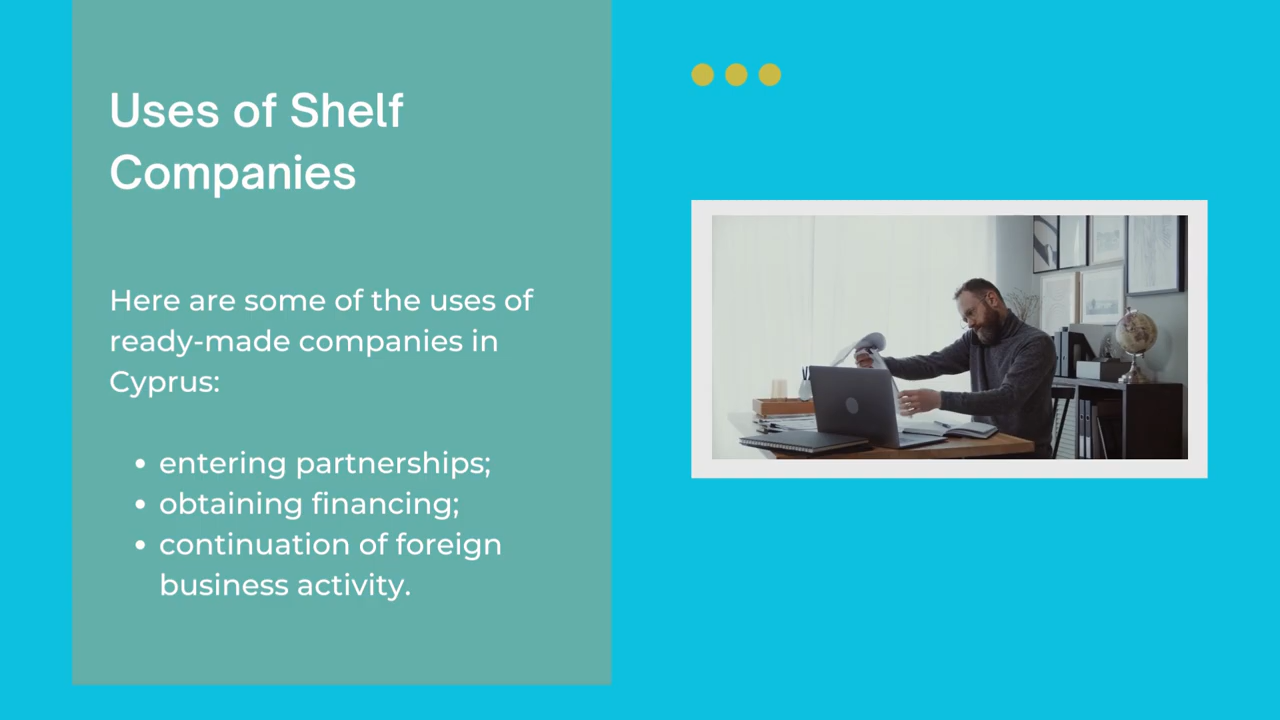 Uses of Shelf
Companies
Here are some of the uses of
ready-made companies in
Cyprus:
• entering partnerships;
• obtaining financing;
• continuation of foreign
business activity.